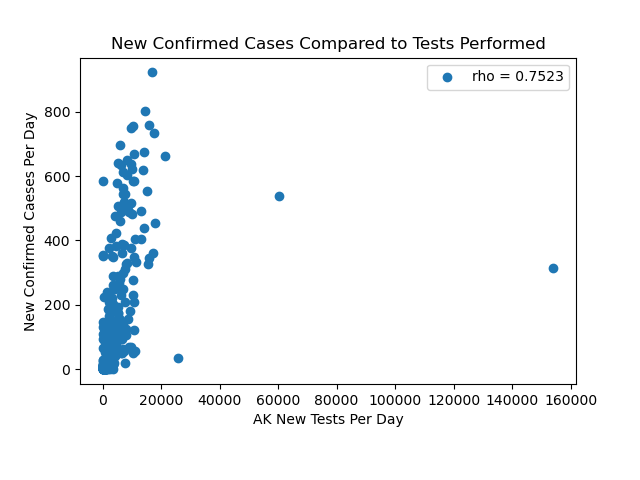 New Confirmed Cases Compared to Tests Performed
rho = 0.7523
New Confirmed Caeses Per Day
800
600
400
200
0
0 20000 40000 60000 80000 100000 120000 140000 160000
AK New Tests Per Day